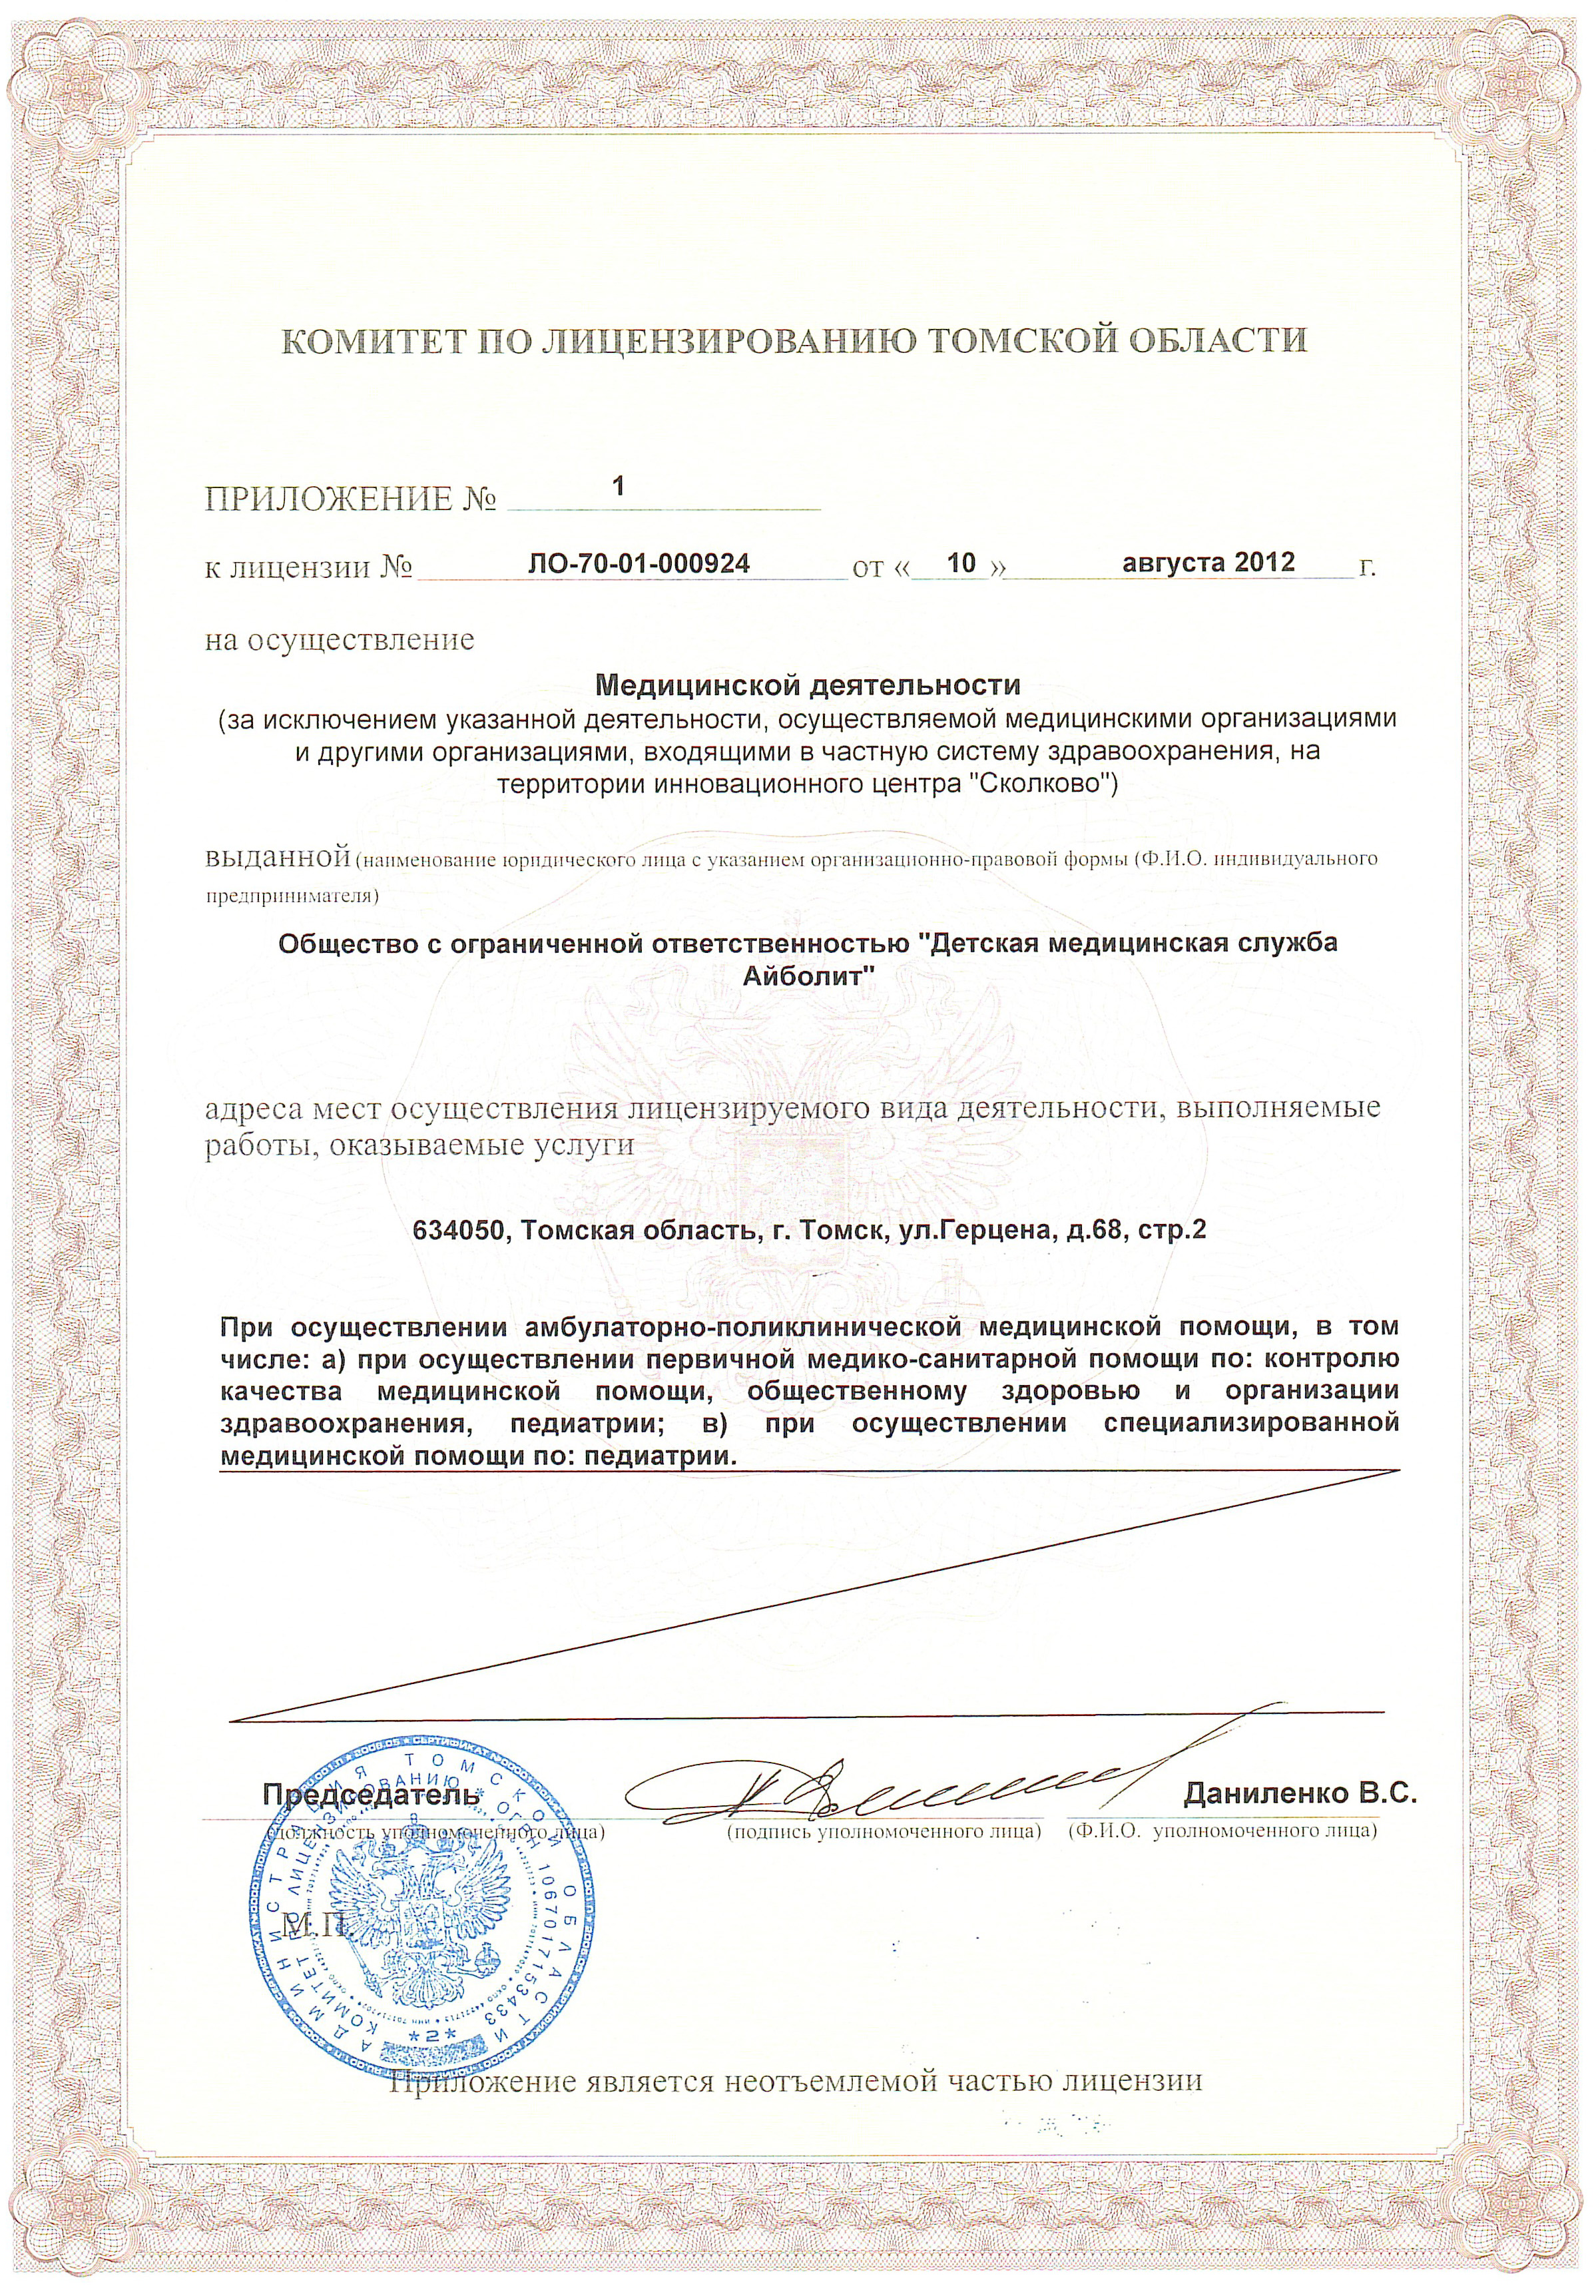 КОМИТЕТ ПО ЛИЦЕНЗИРОВАНИЮ ТОМСКОЙ ОБЛАСТИ
ПРИЛОЖЕНИЕ № 1
к лицензии № ЛО-70-01-000924 от « 10 » августа 2012 г.
на осуществление
Медицинской деятельности
(за исключением указанной деятельности, осуществляемой медицинскими организациями
и другими организациями, входящими в частную систему здравоохранения, на
территории инновационного центра "Сколково")
выданной (наименование юридического лица с указанием организационно-правовой формы (Ф.И.О. индивидуального
предпринимателя)
Общество с ограниченной ответственностью "Детская медицинская служба
Айболит"
адреса мест осуществления лицензируемого вида деятельности, выполняемые
работы, оказываемые услуги
634050, Томская область, г. Томск, ул.Герцена, д.68, стр.2
При осуществлении амбулаторно-поликлинической медицинской помощи, в том
числе: а) при осуществлении первичной медико-санитарной помощи по: контролю
качества медицинской помощи, общественному здоровью и организации
здравоохранения, педиатрии; в) при осуществлении специализированной
медицинской помощи по: педиатрии.
Председатель Даниленко В.С.
(должность уполномоченного лица) (подпись уполномоченного лица) (Ф.И.О. уполномоченного лица)
М.П.
АДМИНИСТРАЦИЯ ТОМСКОЙ ОБЛАСТИ
КОМИТЕТ ПО ЛИЦЕНЗИРОВАНИЮ * ОГРН 1067017153433
*2*
Приложение является неотъемлемой частью лицензии